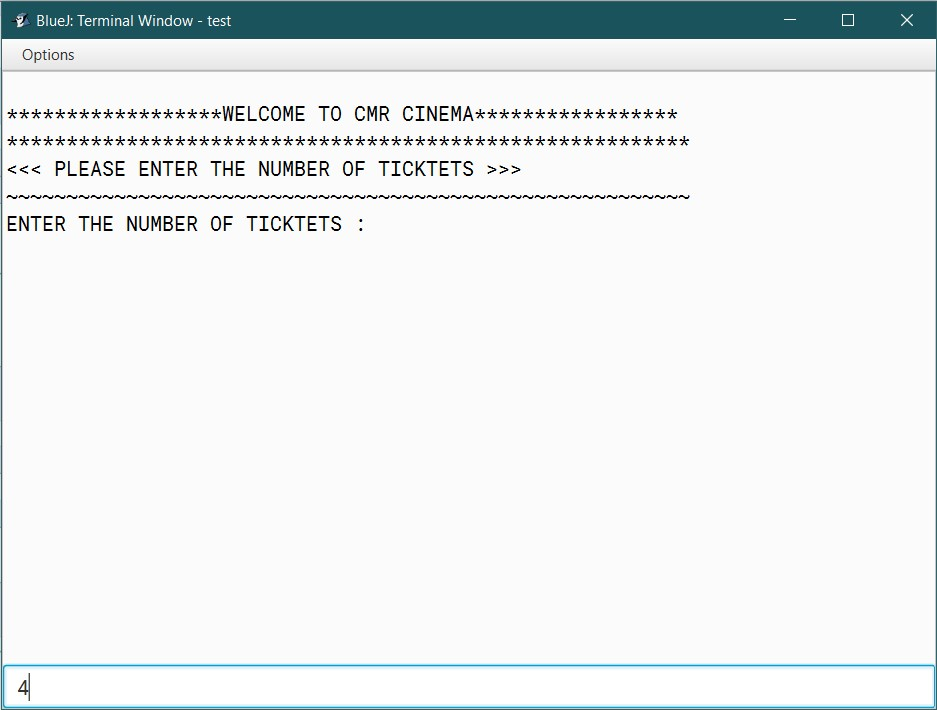 BlueJ: Terminal Window - test
Options
******************WELCOME TO CMR CINEMA*****************
*********************************************************
<<< PLEASE ENTER THE NUMBER OF TICKTETS >>>
~~~~~~~~~~~~~~~~~~~~~~~~~~~~~~~~~~~~~~~~~~~~~~~~~~~~~~~~~
ENTER THE NUMBER OF TICKTETS :
4